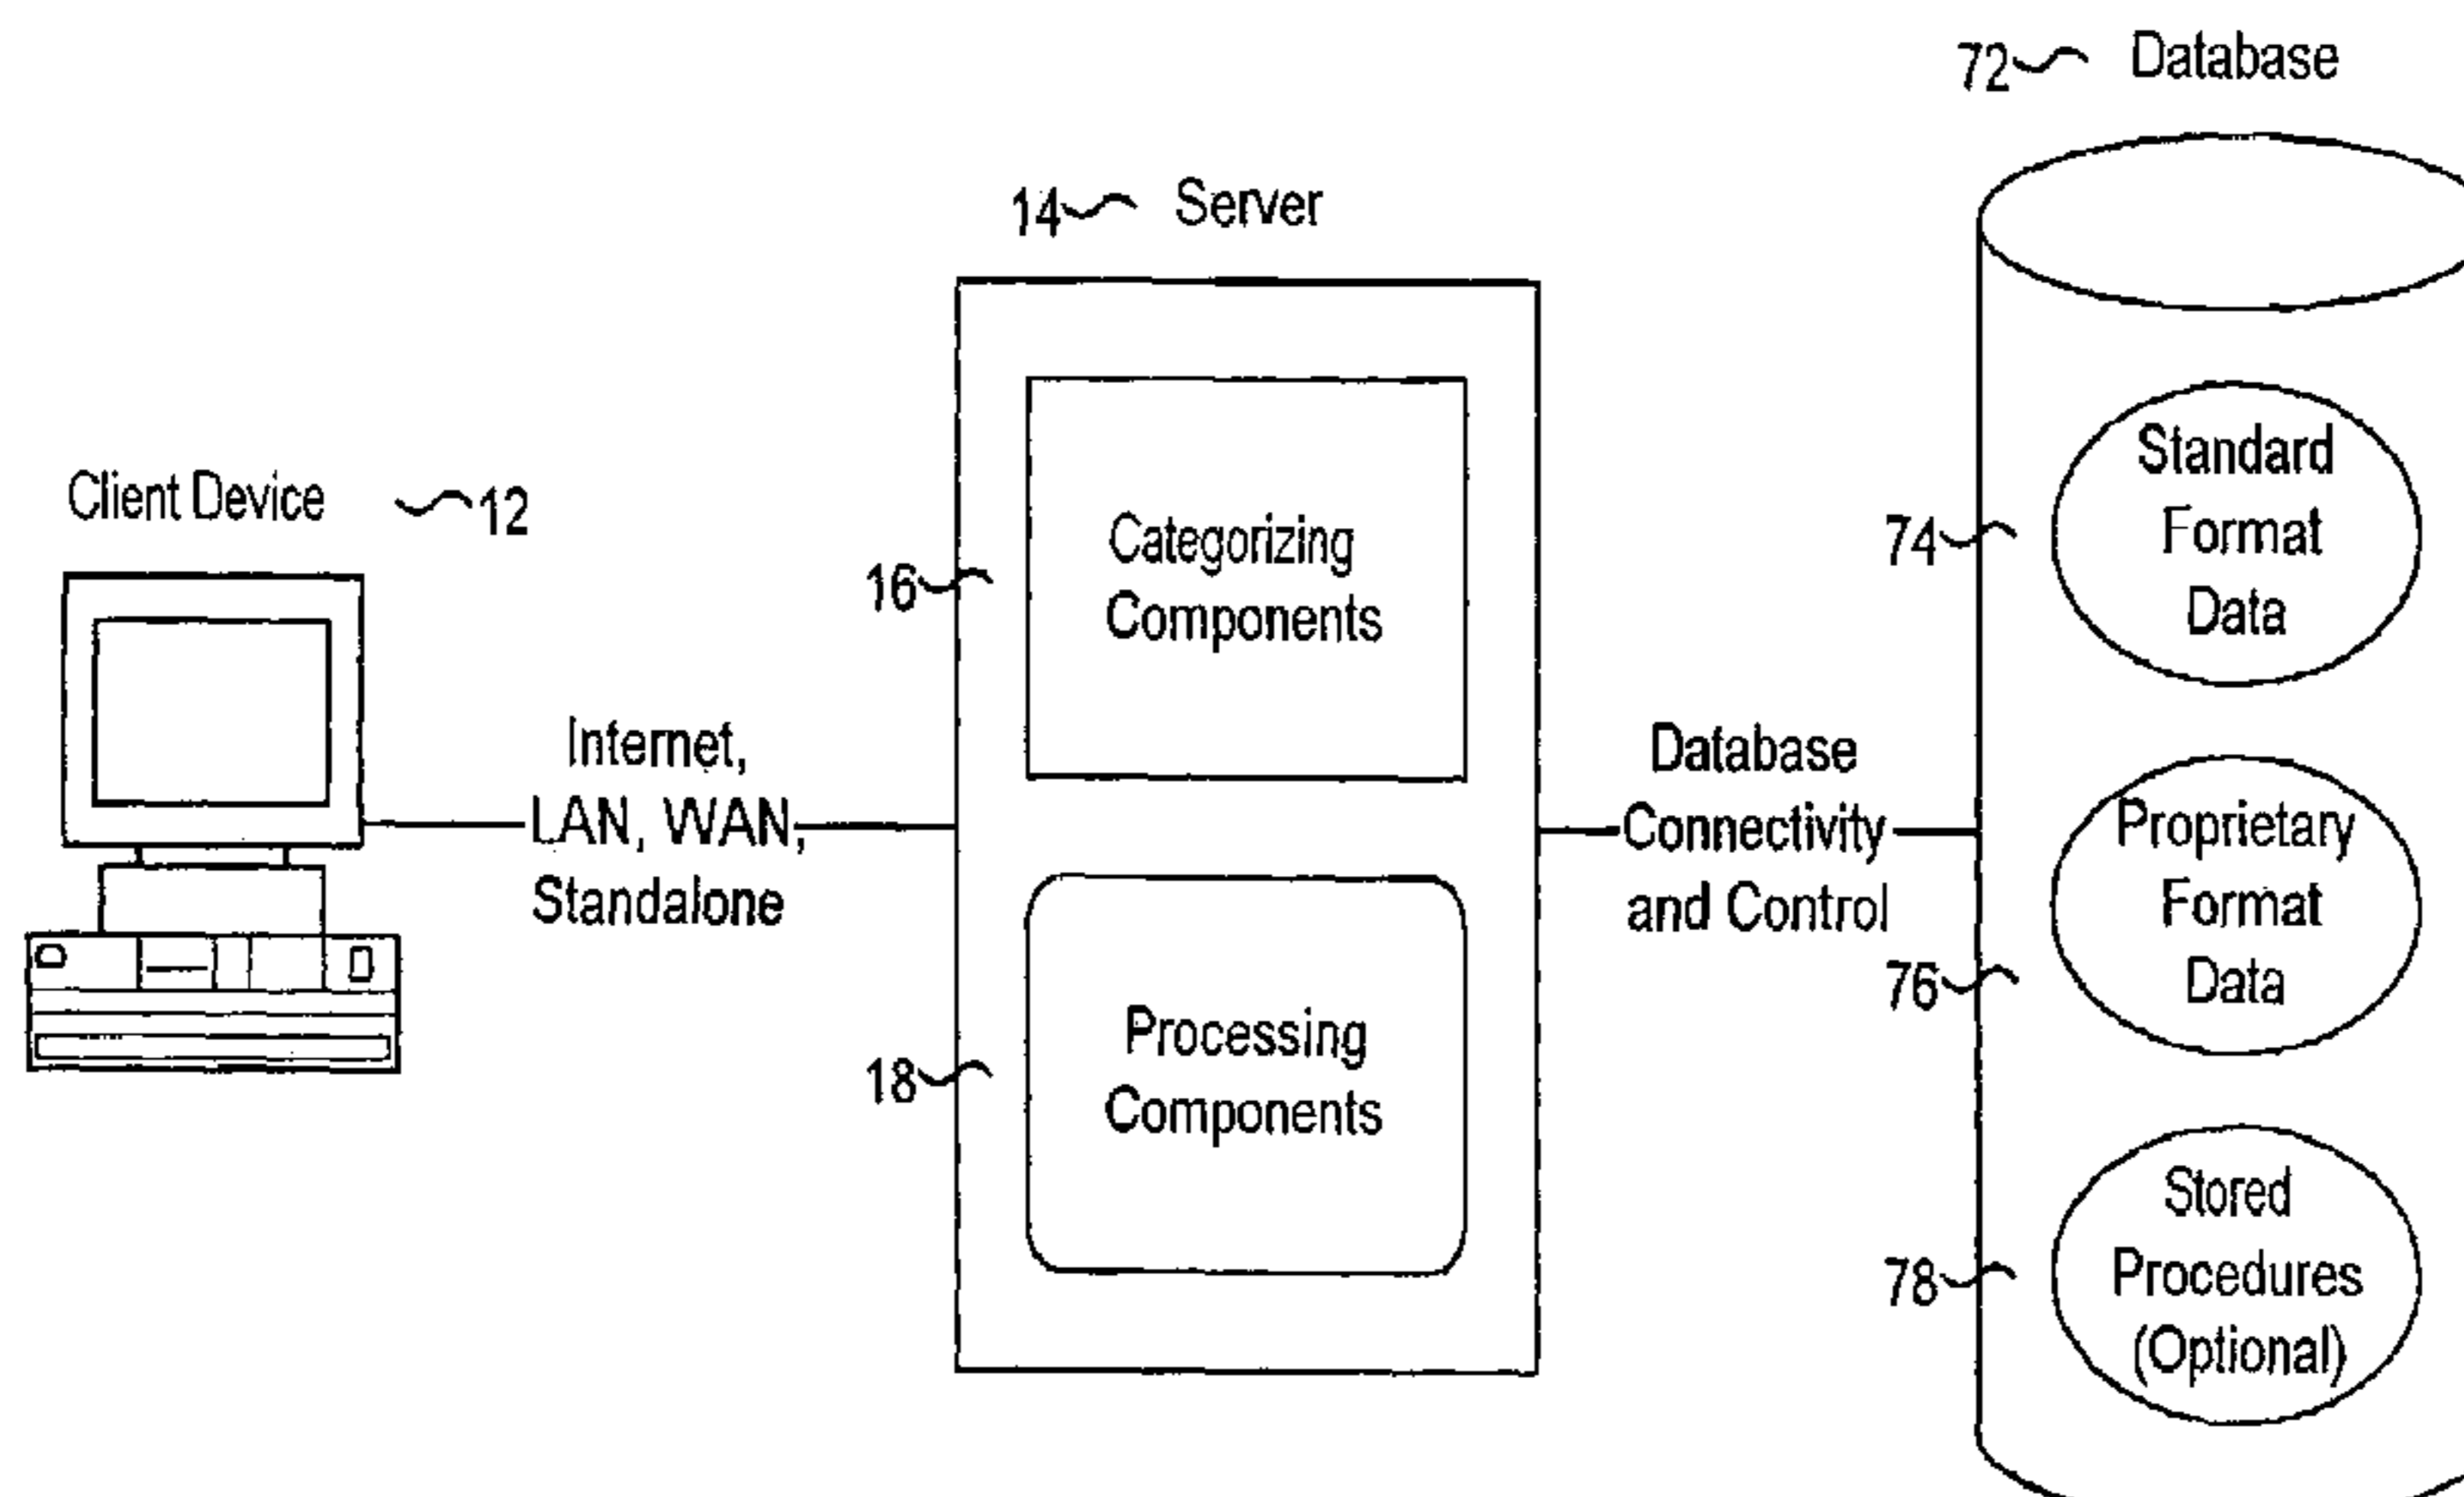 72 Database
14 Server
Client Device 12
16
Categorizing
Components
18
Processing
Components
Internet,
LAN, WAN,
Standalone
Database
Connectivity
and Control
74
Standard
Format
Data
76
Proprietary
Format
Data
78
Stored
Procedures
(Optional)